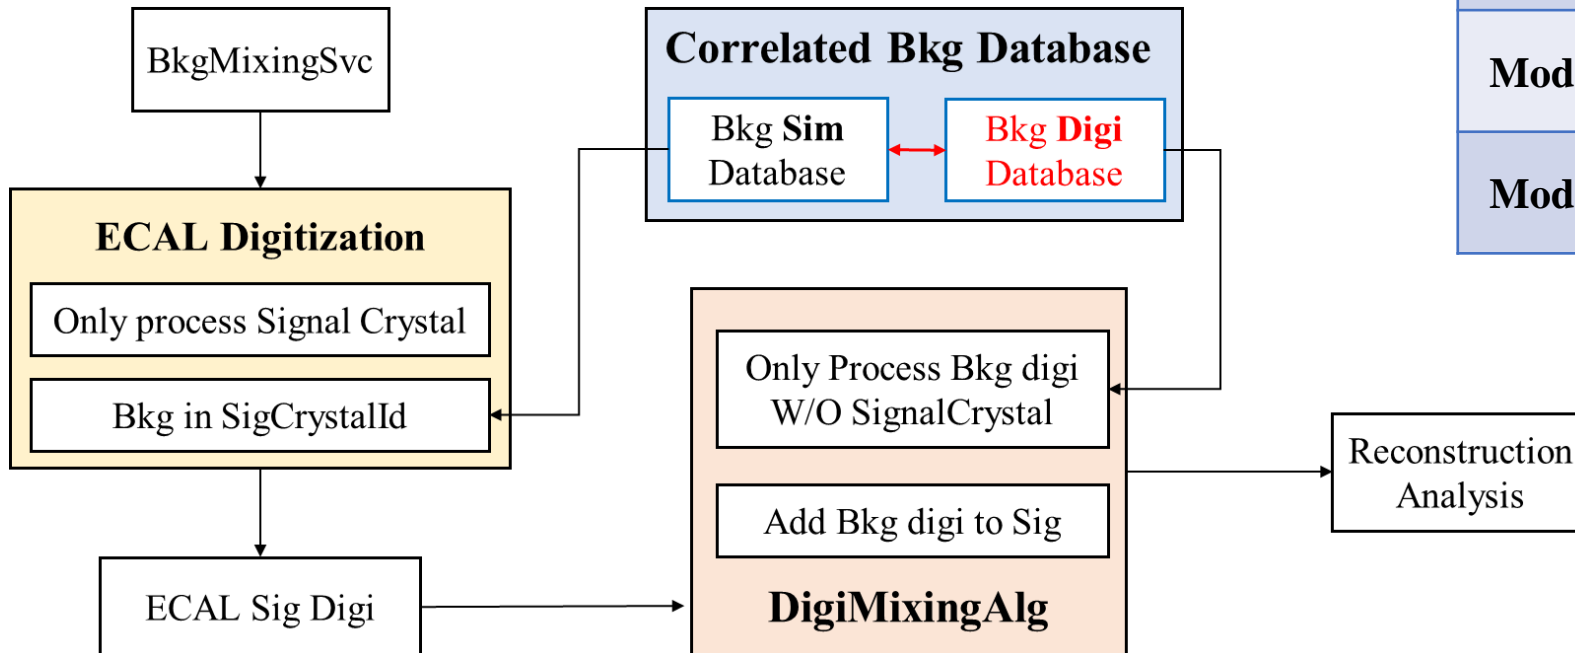 BkgMixingSvc
Correlated Bkg Database
Bkg Sim
Database
Bkg Digi
Database
ECAL Digitization
Only process Signal Crystal
Bkg in SigCrystalId
ECAL Sig Digi
Only Process Bkg digi
W/O SignalCrystal
Add Bkg digi to Sig
DigiMixingAlg
Reconstruction
Analysis
Mod
Mod